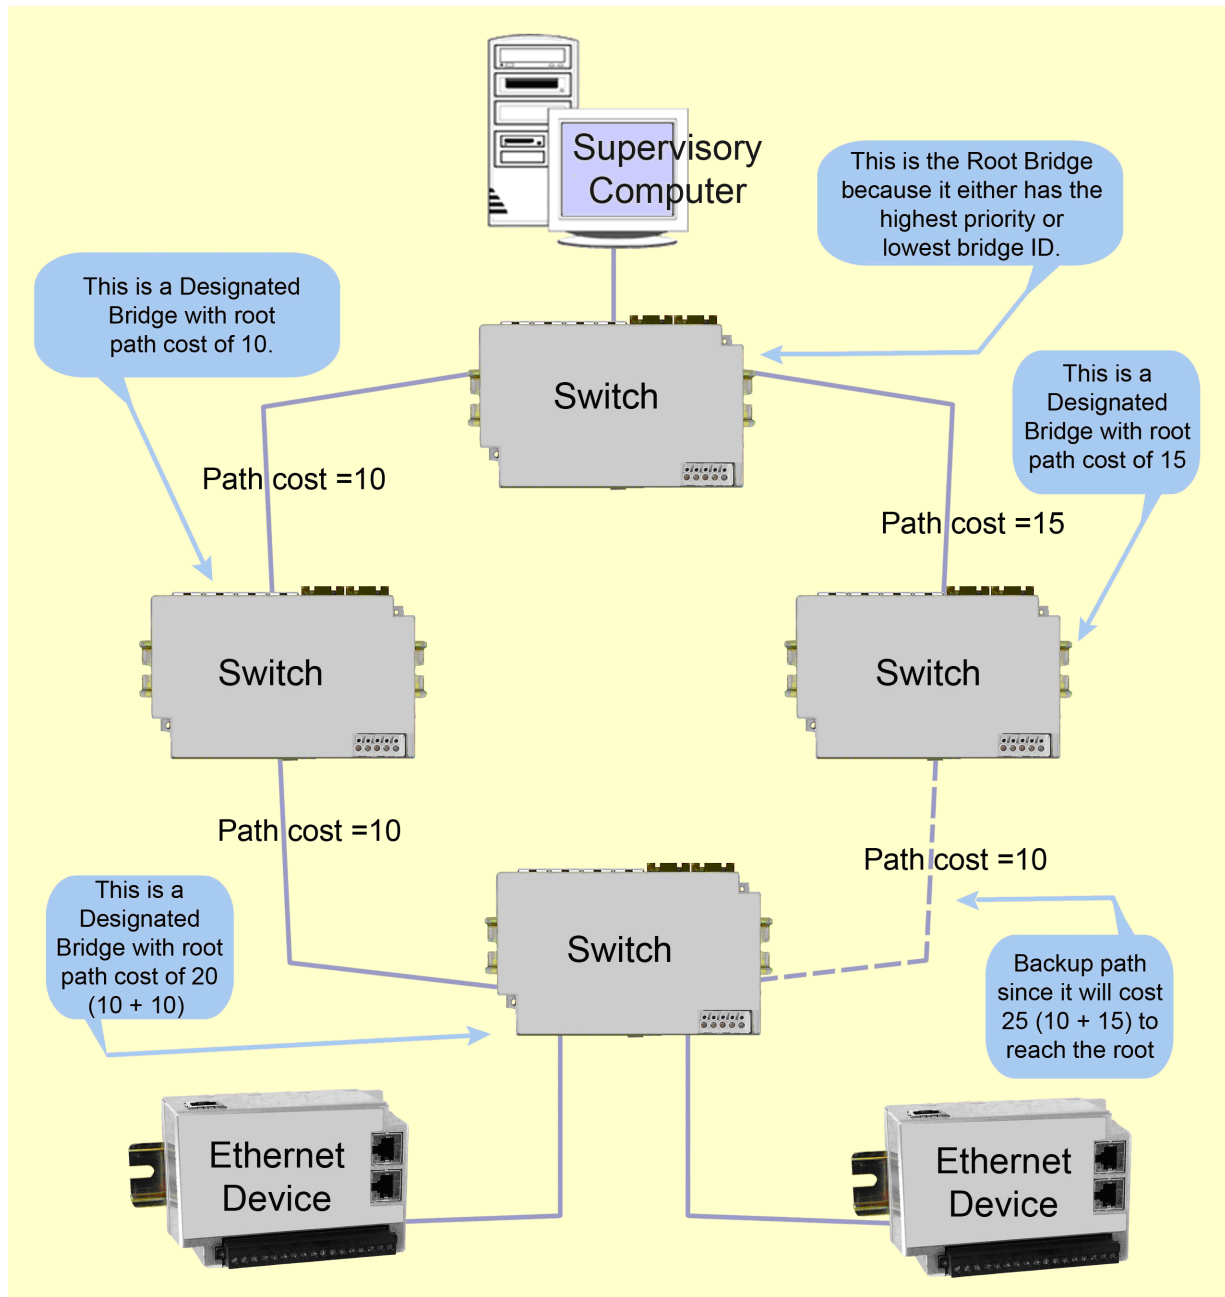 Supervisory
Computer
This is the Root Bridge
because it either has the
highest priority or
lowest bridge ID.
This is a Designated
Bridge with root
path cost of 10.
Switch
This is a
Designated
Bridge with root
path cost of 15
Path cost =10
Path cost =15
Switch
Switch
Path cost =10
Path cost =10
This is a
Designated
Bridge with root
path cost of 20
(10 + 10)
Switch
Backup path
since it will cost
25 (10 + 15) to
reach the root
Ethernet
Device
Ethernet
Device